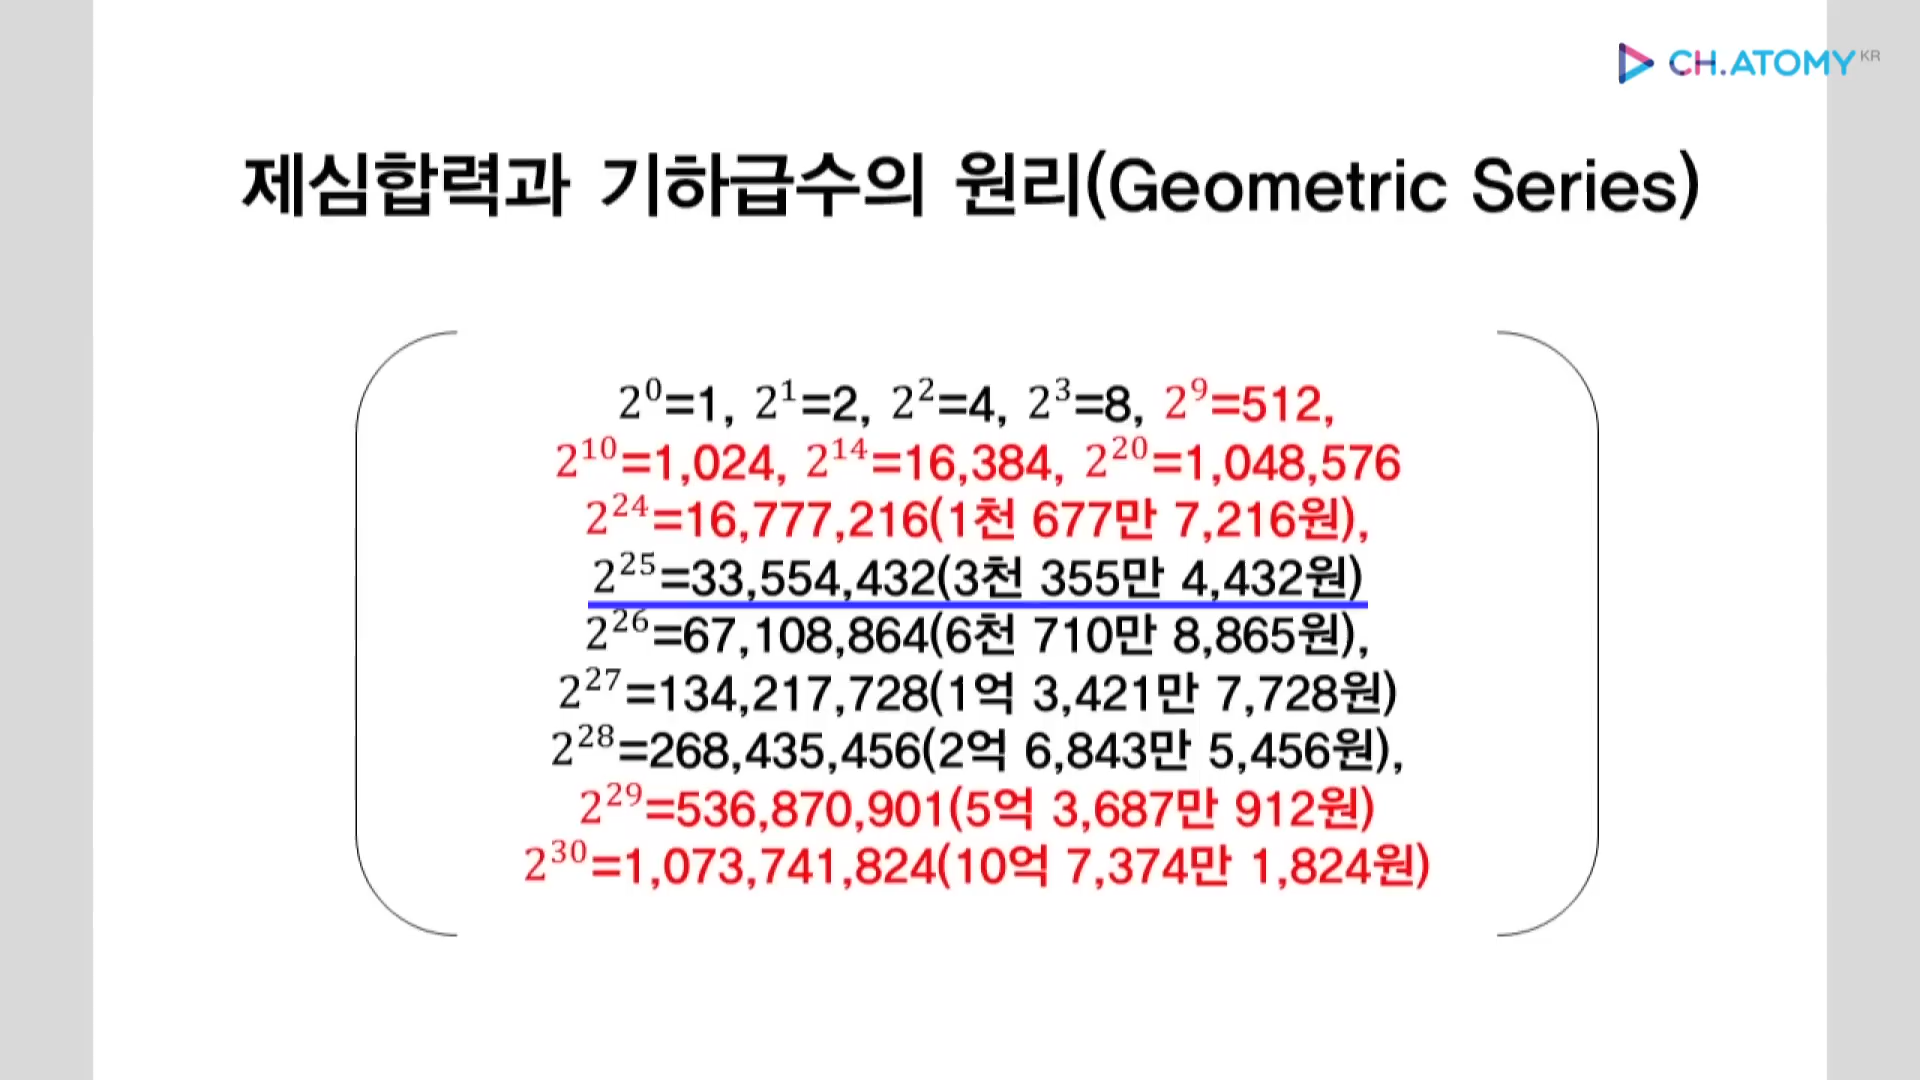 CH.ATOMY KR
제심합력과 기하급수의 원리(Geometric Series)
2⁰=1, 2¹=2, 2²=4, 2³=8, 2⁹=512,
2¹⁰=1,024, 2¹⁴=16,384, 2²⁰=1,048,576
2²⁴=16,777,216(1천 677만 7,216원),
2²⁵=33,554,432(3천 355만 4,432원)
2²⁶=67,108,864(6천 710만 8,865원),
2²⁷=134,217,728(1억 3,421만 7,728원)
2²⁸=268,435,456(2억 6,843만 5,456원),
2²⁹=536,870,901(5억 3,687만 912원)
2³⁰=1,073,741,824(10억 7,374만 1,824원)